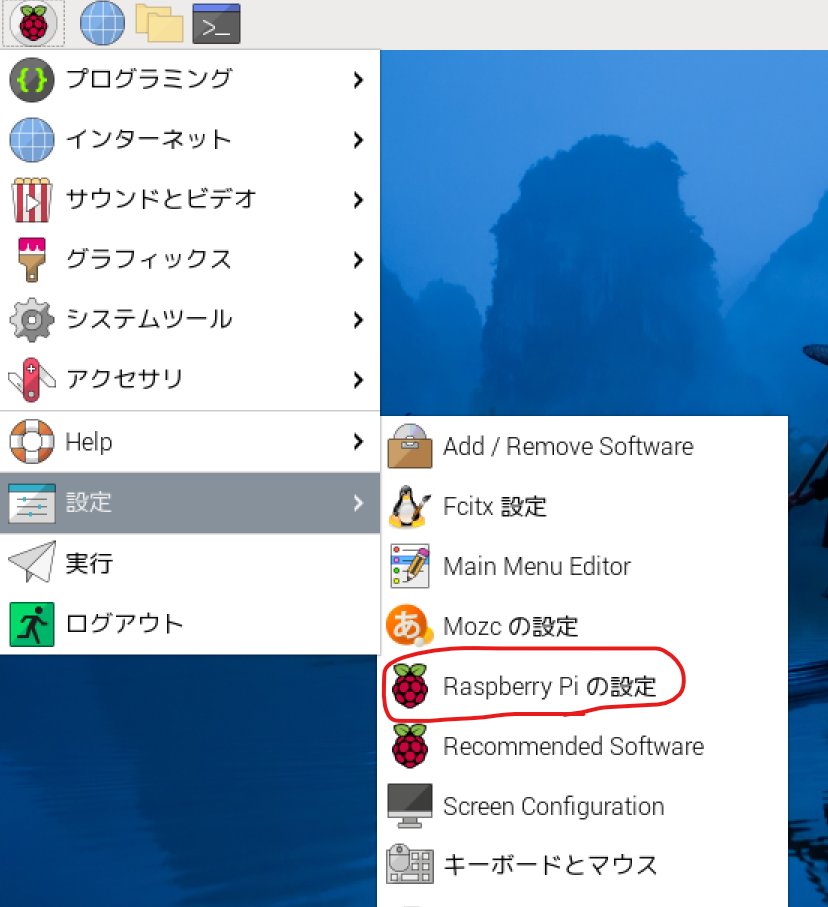 プログラミング
インターネット
サウンドとビデオ
グラフィックス
システムツール
アクセサリ
Help
設定
実行
ログアウト
Add / Remove Software
Fcitx 設定
Main Menu Editor
Mozc の設定
Raspberry Pi の設定
Recommended Software
Screen Configuration
キーボードとマウス